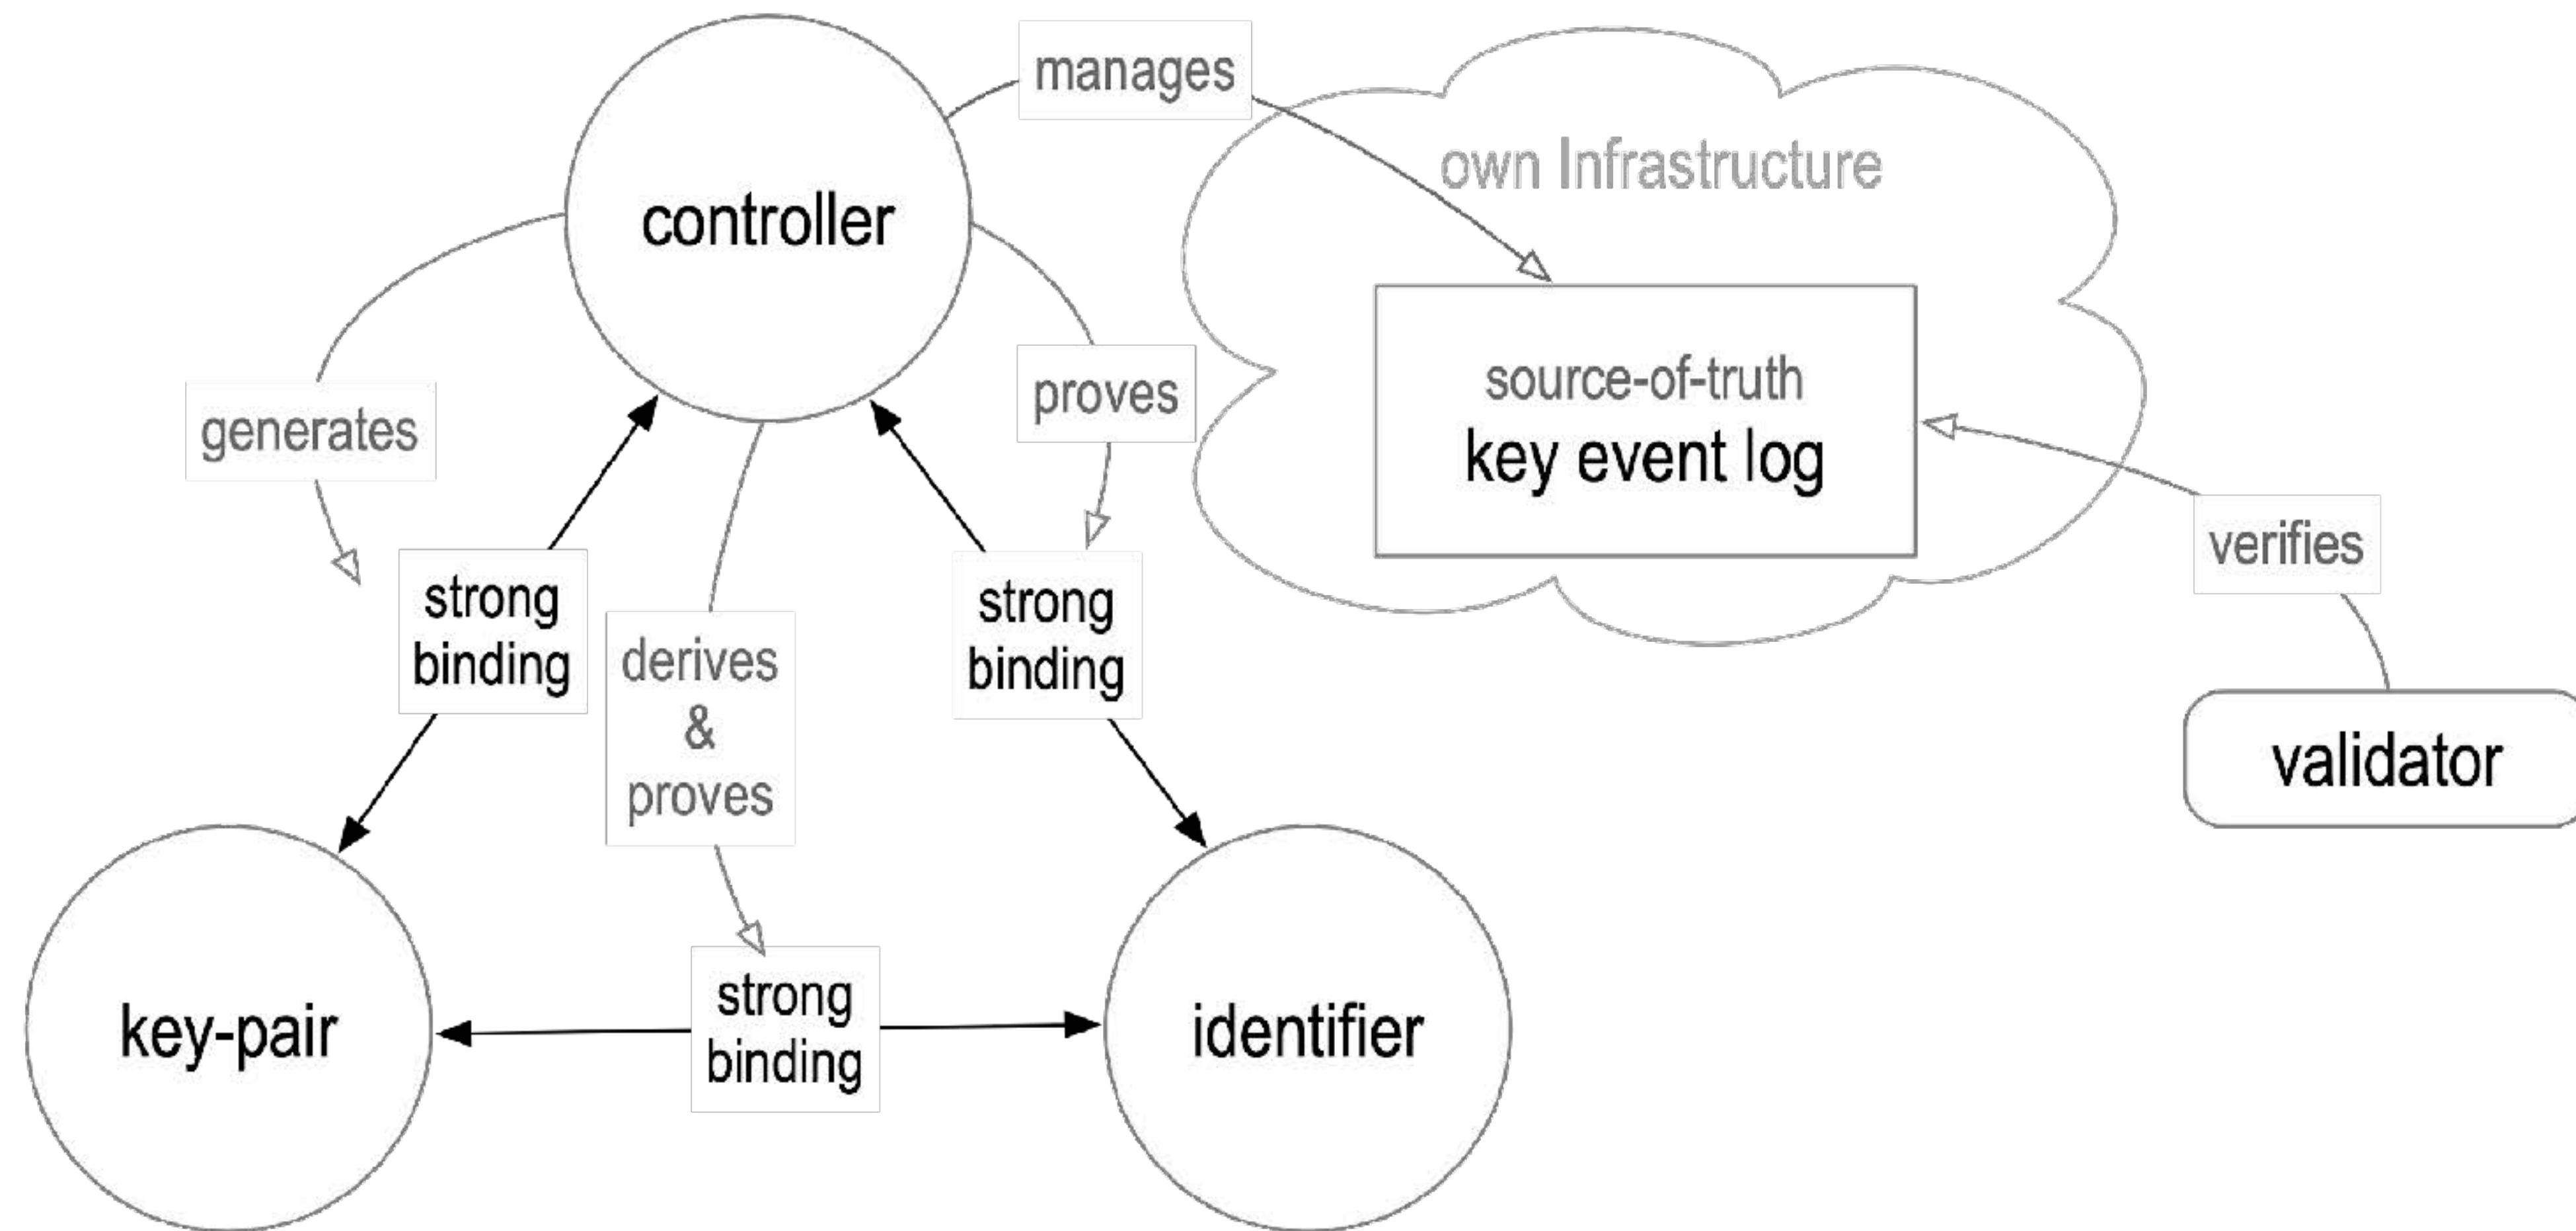 manages
own Infrastructure
controller
source-of-truth
key event log
proves
generates
verifies
strong
binding
strong
binding
derives
&
proves
validator
strong
binding
key-pair
identifier